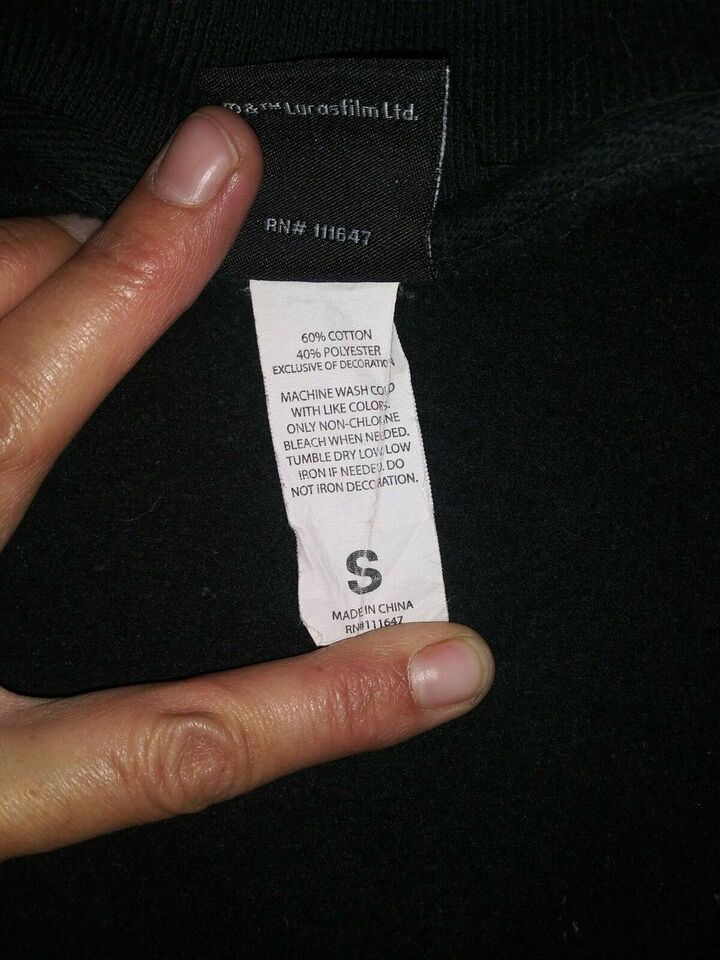 & ™ Lucasfilm Ltd.
RN# 111647
60% COTTON
40% POLYESTER
EXCLUSIVE OF DECORATION
MACHINE WASH COLD
WITH LIKE COLORS.
ONLY NON-CHLORINE
BLEACH WHEN NEEDED.
TUMBLE DRY LOW. LOW
IRON IF NEEDED. DO
NOT IRON DECORATION.
S
MADE IN CHINA
RN#111647